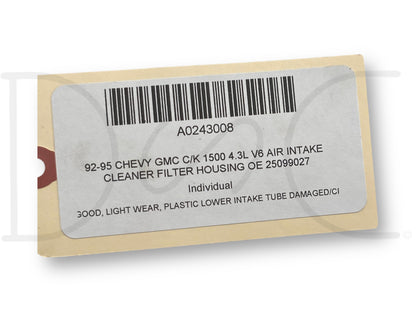 A0243008
92-95 CHEVY GMC C/K 1500 4.3L V6 AIR INTAKE
CLEANER FILTER HOUSING OE 25099027
Individual
GOOD, LIGHT WEAR, PLASTIC LOWER INTAKE TUBE DAMAGED/CI